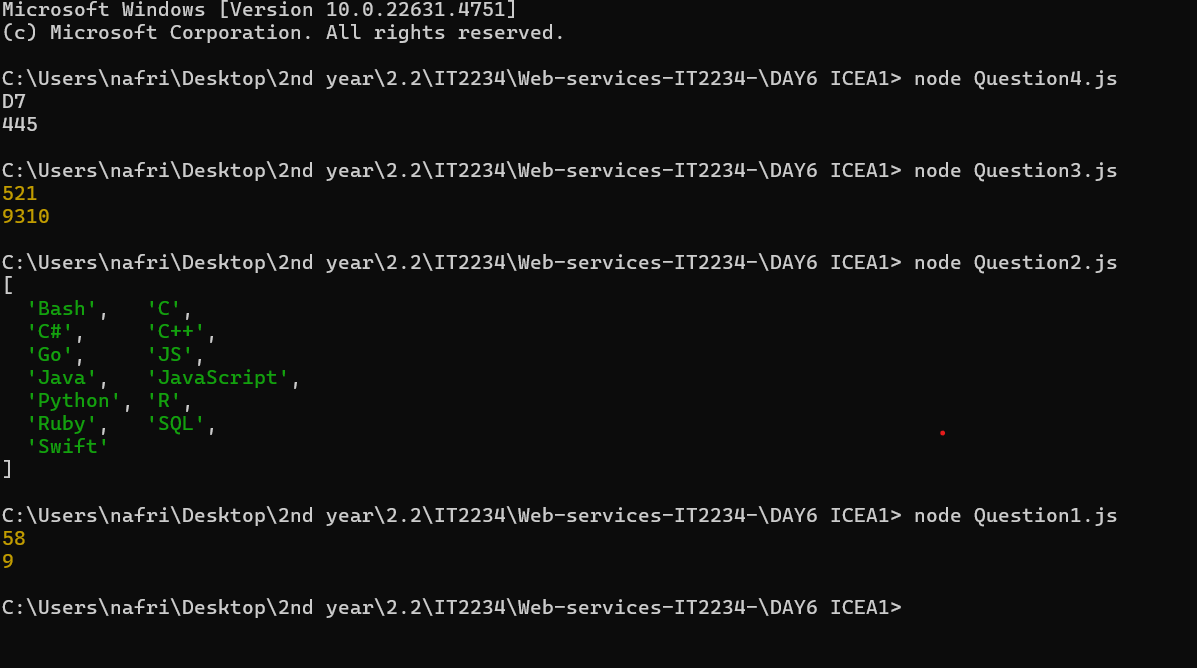 Microsoft Windows [Version 10.0.22631.4751]
(c) Microsoft Corporation. All rights reserved.
C:\Users\nafri\Desktop\2nd year\2.2\IT2234\Web-services-IT2234-\DAY6 ICEA1> node Question4.js
D7
445
C:\Users\nafri\Desktop\2nd year\2.2\IT2234\Web-services-IT2234-\DAY6 ICEA1> node Question3.js
521
9310
C:\Users\nafri\Desktop\2nd year\2.2\IT2234\Web-services-IT2234-\DAY6 ICEA1> node Question2.js
[
  'Bash',   'C',
  'C#',     'C++',
  'Go',     'JS',
  'Java',   'JavaScript',
  'Python', 'R',
  'Ruby',   'SQL',
  'Swift'
]
C:\Users\nafri\Desktop\2nd year\2.2\IT2234\Web-services-IT2234-\DAY6 ICEA1> node Question1.js
58
9
C:\Users\nafri\Desktop\2nd year\2.2\IT2234\Web-services-IT2234-\DAY6 ICEA1>